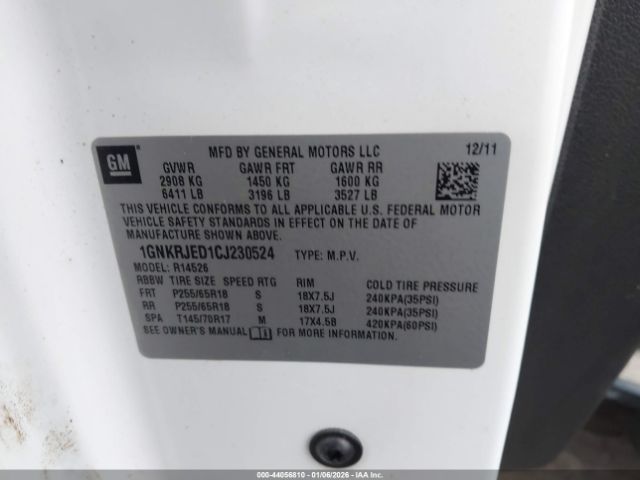 GM
MFD BY GENERAL MOTORS LLC 12/11
GVWR GAWR FRT GAWR RR
2908 KG 1450 KG 1600 KG
6411 LB 3196 LB 3527 LB
THIS VEHICLE CONFORMS TO ALL APPLICABLE U.S. FEDERAL MOTOR
VEHICLE SAFETY STANDARDS IN EFFECT ON THE DATE OF
MANUFACTURE SHOWN ABOVE.
1GNKRJED1CJ230524 TYPE: M.P.V.
MODEL: R14526
RBBW TIRE SIZE SPEED RTG RIM COLD TIRE PRESSURE
FRT P255/65R18 S 18X7.5J 240KPA(35PSI)
RR P255/65R18 S 18X7.5J 240KPA(35PSI)
SPA T145/70R17 M 17X4.5B 420KPA(60PSI)
SEE OWNER'S MANUAL FOR MORE INFORMATION.
000-44056810 - 01/06/2026 - IAAI.COM